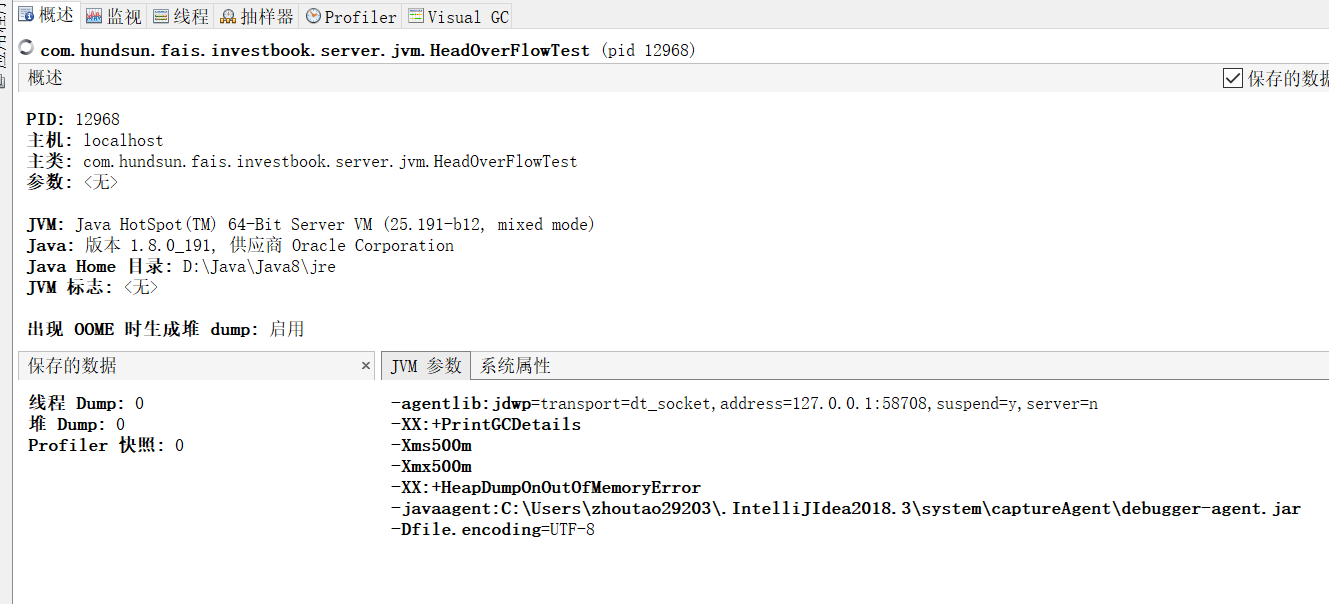 概述 监视 线程 抽样器 Profiler Visual GC
com.hundsun.fais.investbook.server.jvm.HeadOverFlowTest (pid 12968)
概述 保存的数据
PID: 12968
主机: localhost
主类: com.hundsun.fais.investbook.server.jvm.HeadOverFlowTest
参数: <无>
JVM: Java HotSpot(TM) 64-Bit Server VM (25.191-b12, mixed mode)
Java: 版本 1.8.0_191, 供应商 Oracle Corporation
Java Home 目录: D:\Java\Java8\jre
JVM 标志: <无>
出现 OOME 时生成堆 dump: 启用
保存的数据 ×
线程 Dump: 0
堆 Dump: 0
Profiler 快照: 0
JVM 参数 系统属性
-agentlib:jdwp=transport=dt_socket,address=127.0.0.1:58708,suspend=y,server=n
-XX:+PrintGCDetails
-Xms500m
-Xmx500m
-XX:+HeapDumpOnOutOfMemoryError
-javaagent:C:\Users\zhoutao29203\.IntelliJIdea2018.3\system\captureAgent\debugger-agent.jar
-Dfile.encoding=UTF-8